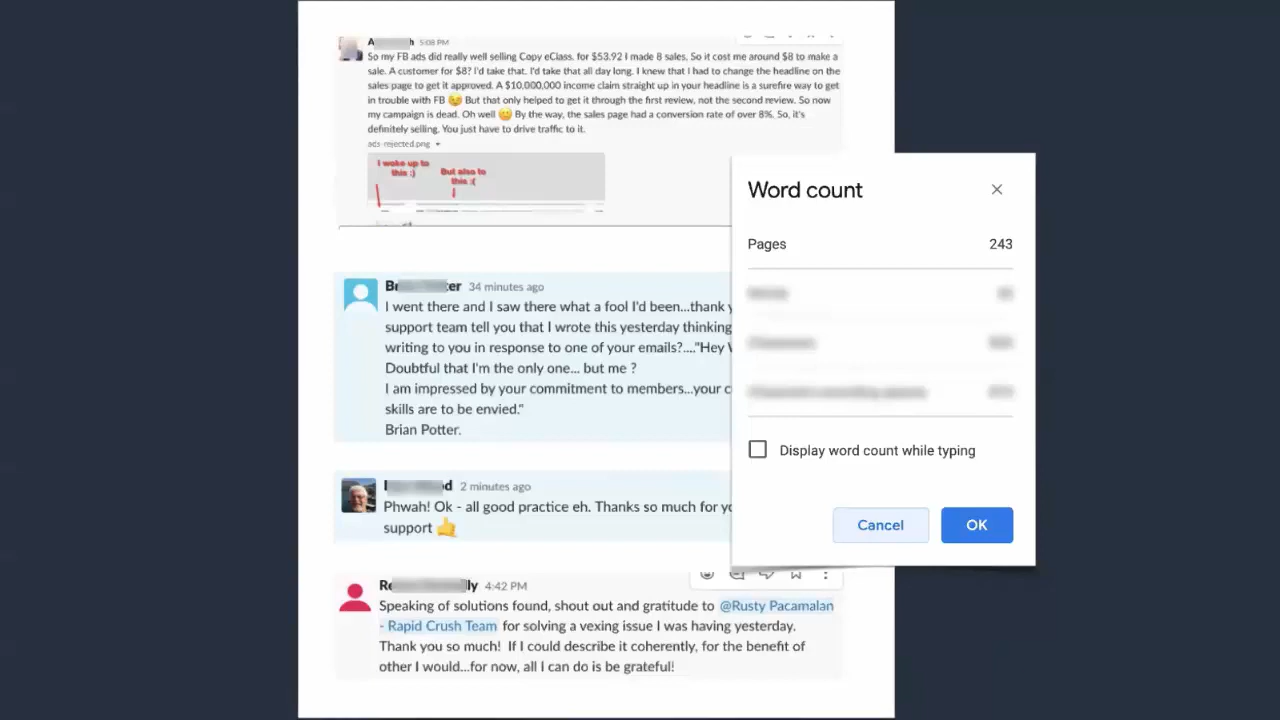 5:08 PM
So my FB ads did really well selling Copy eClass. for $53.92 I made 8 sales. So it cost me around $8 to make a
sale. A customer for $8? I'd take that. I'd take that all day long. I knew that I had to change the headline on the
sales page to get it approved. A $10,000,000 income claim straight up in your headline is a surefire way to get
in trouble with FB 😉 But that only helped to get it through the first review, not the second review. So now
my campaign is dead. Oh well 🙂 By the way, the sales page had a conversion rate of over 8%. So, it's
definitely selling. You just have to drive traffic to it.
ads-rejected.png
I woke up to
this :)
But also to
this :(
34 minutes ago
I went there and I saw there what a fool I'd been...thank
support team tell you that I wrote this yesterday thinking
writing to you in response to one of your emails?...."Hey
Doubtful that I'm the only one... but me ?
I am impressed by your commitment to members...your
skills are to be envied."
Brian Potter.
2 minutes ago
Phwah! Ok - all good practice eh. Thanks so much for
support 🤙
4:42 PM
Speaking of solutions found, shout out and gratitude to @Rusty Pacamalan
- Rapid Crush Team for solving a vexing issue I was having yesterday.
Thank you so much! If I could describe it coherently, for the benefit of
other I would...for now, all I can do is be grateful!
Word count
Pages 243
Display word count while typing
Cancel OK